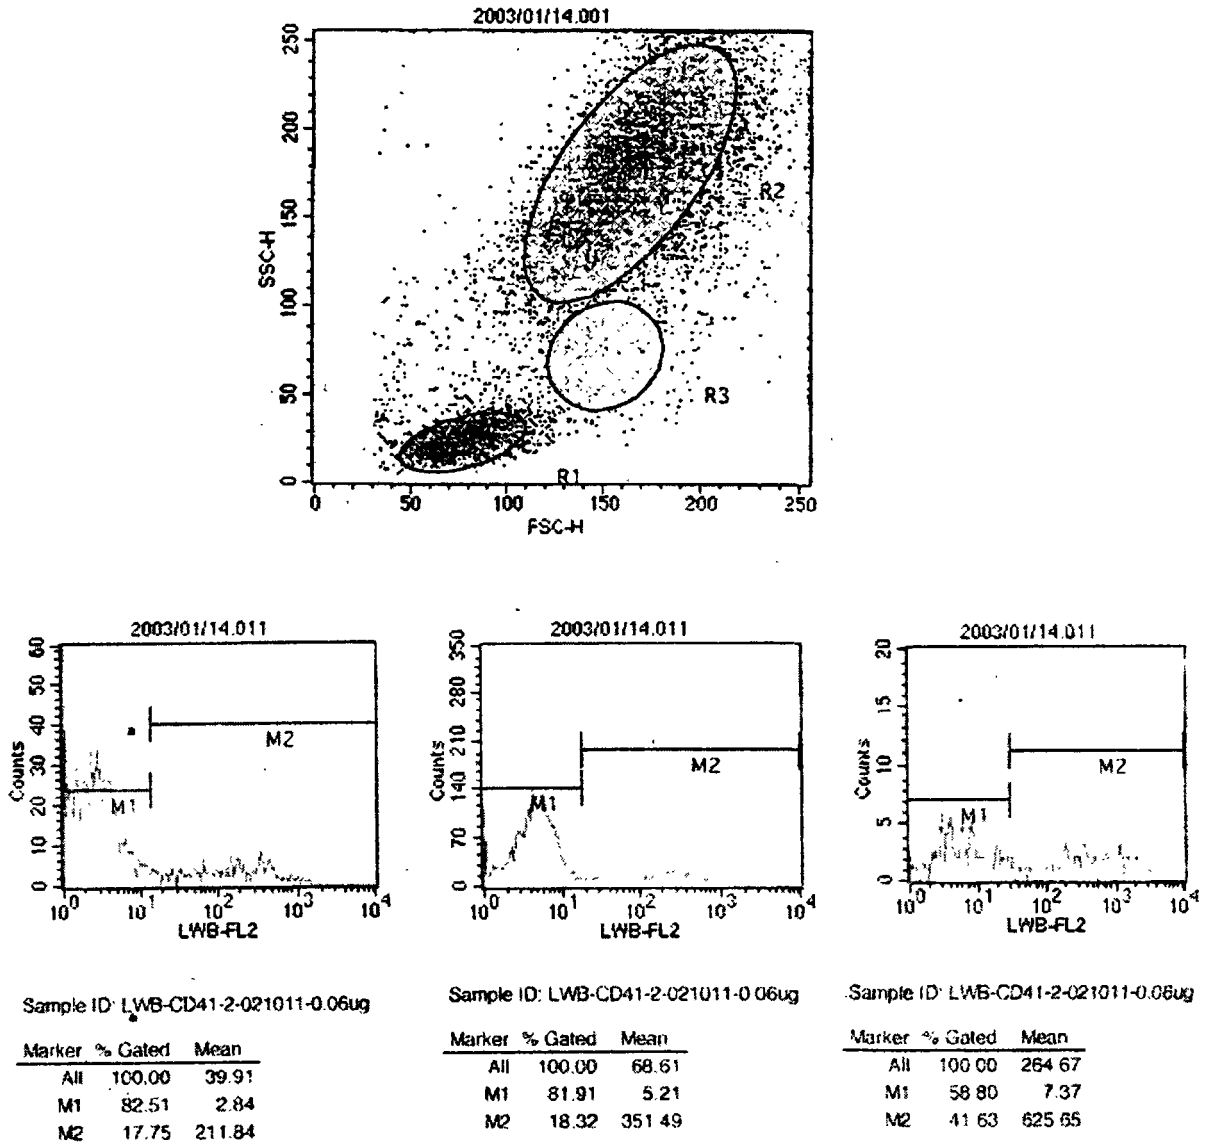 2003/01/14.001
250
200
150
100
50
0
SSC-H
R2
R3
R1
0 50 100 150 200 250
FSC-H
2003/01/14.011
60
50
40
30
20
10
0
Counts
M2
M1
10^0 10^1 10^2 10^3 10^4
LWB-FL2
2003/01/14.011
350
280
210
140
70
0
Counts
M2
M1
10^0 10^1 10^2 10^3 10^4
LWB-FL2
2003/01/14.011
20
15
10
5
0
Counts
M2
M1
10^0 10^1 10^2 10^3 10^4
LWB-FL2
Sample ID: LWB-CD41-2-021011-0.06ug
Marker % Gated Mean
All 100.00 39.91
M1 82.51 2.84
M2 17.75 211.84
Sample ID: LWB-CD41-2-021011-0.06ug
Marker % Gated Mean
All 100.00 68.61
M1 81.91 5.21
M2 18.32 351.49
Sample ID: LWB-CD41-2-021011-0.06ug
Marker % Gated Mean
All 100.00 264.67
M1 58.80 7.37
M2 41.63 625.65